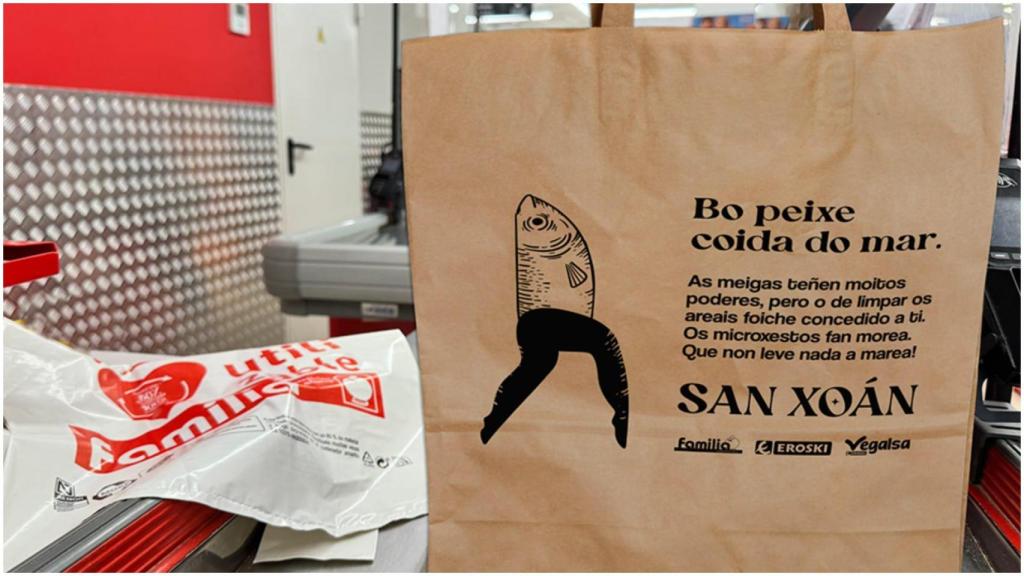 Bo peixe
coida do mar.
As meigas teñen moitos
poderes, pero o de limpar os
areais foiche concedido a ti.
Os microxestos fan morea.
Que non leve nada a marea!
SAN XOÁN
familia
EROSKI
Vegalsa
familia